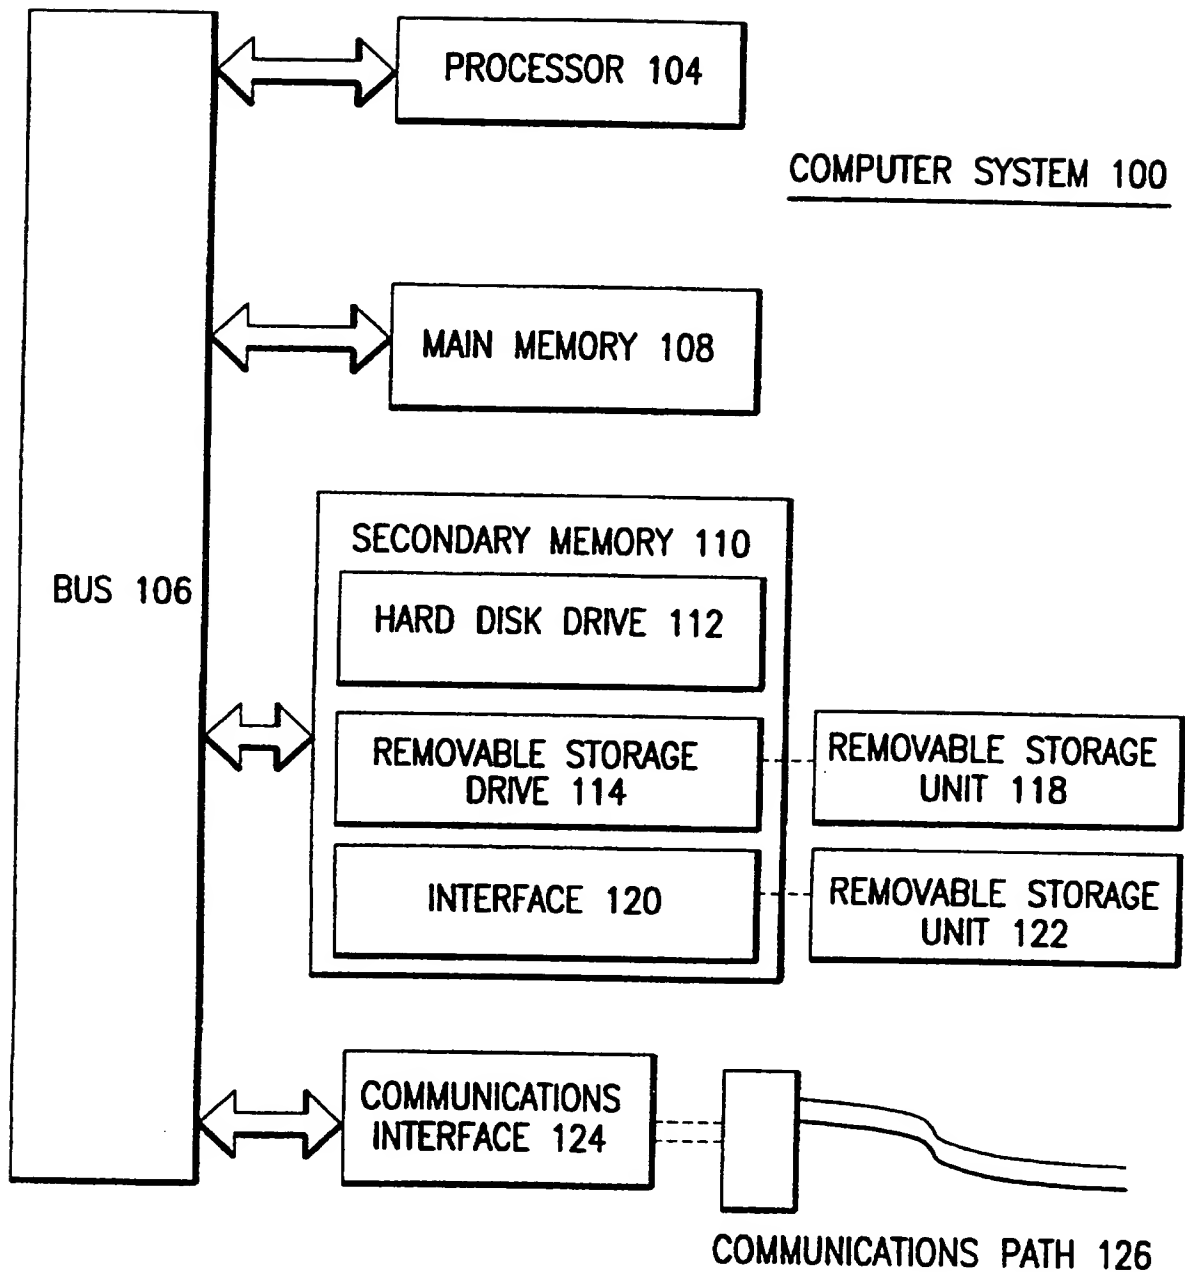 PROCESSOR 104
COMPUTER SYSTEM 100
MAIN MEMORY 108
SECONDARY MEMORY 110
BUS 106
HARD DISK DRIVE 112
REMOVABLE STORAGE
DRIVE 114
REMOVABLE STORAGE
UNIT 118
INTERFACE 120
REMOVABLE STORAGE
UNIT 122
COMMUNICATIONS
INTERFACE 124
COMMUNICATIONS PATH 126